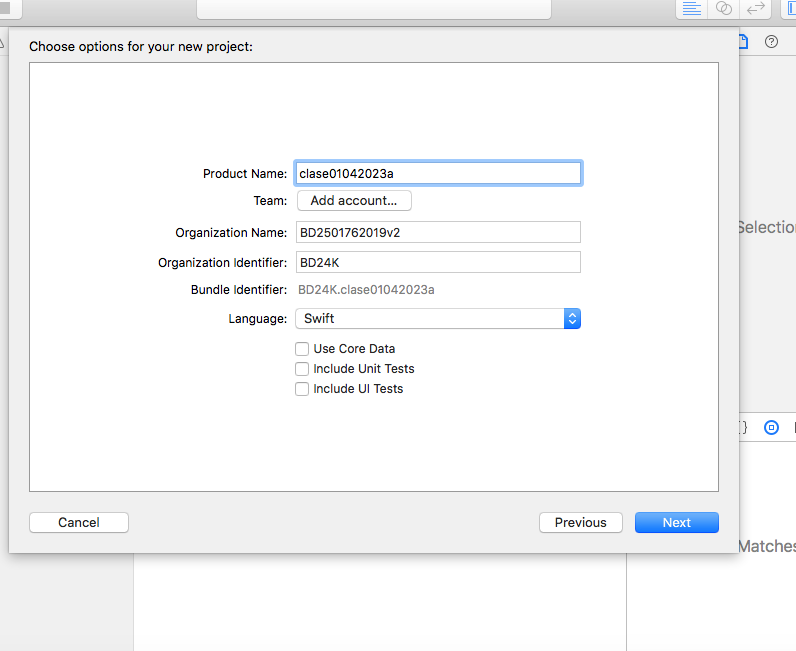 Choose options for your new project:
Product Name: clase01042023a
Team: Add account...
Organization Name: BD2501762019v2
Selection
Organization Identifier: BD24K
Bundle Identifier: BD24K.clase01042023a
Language: Swift
Use Core Data
Include Unit Tests
Include UI Tests
{}
Cancel Previous Next
Matches